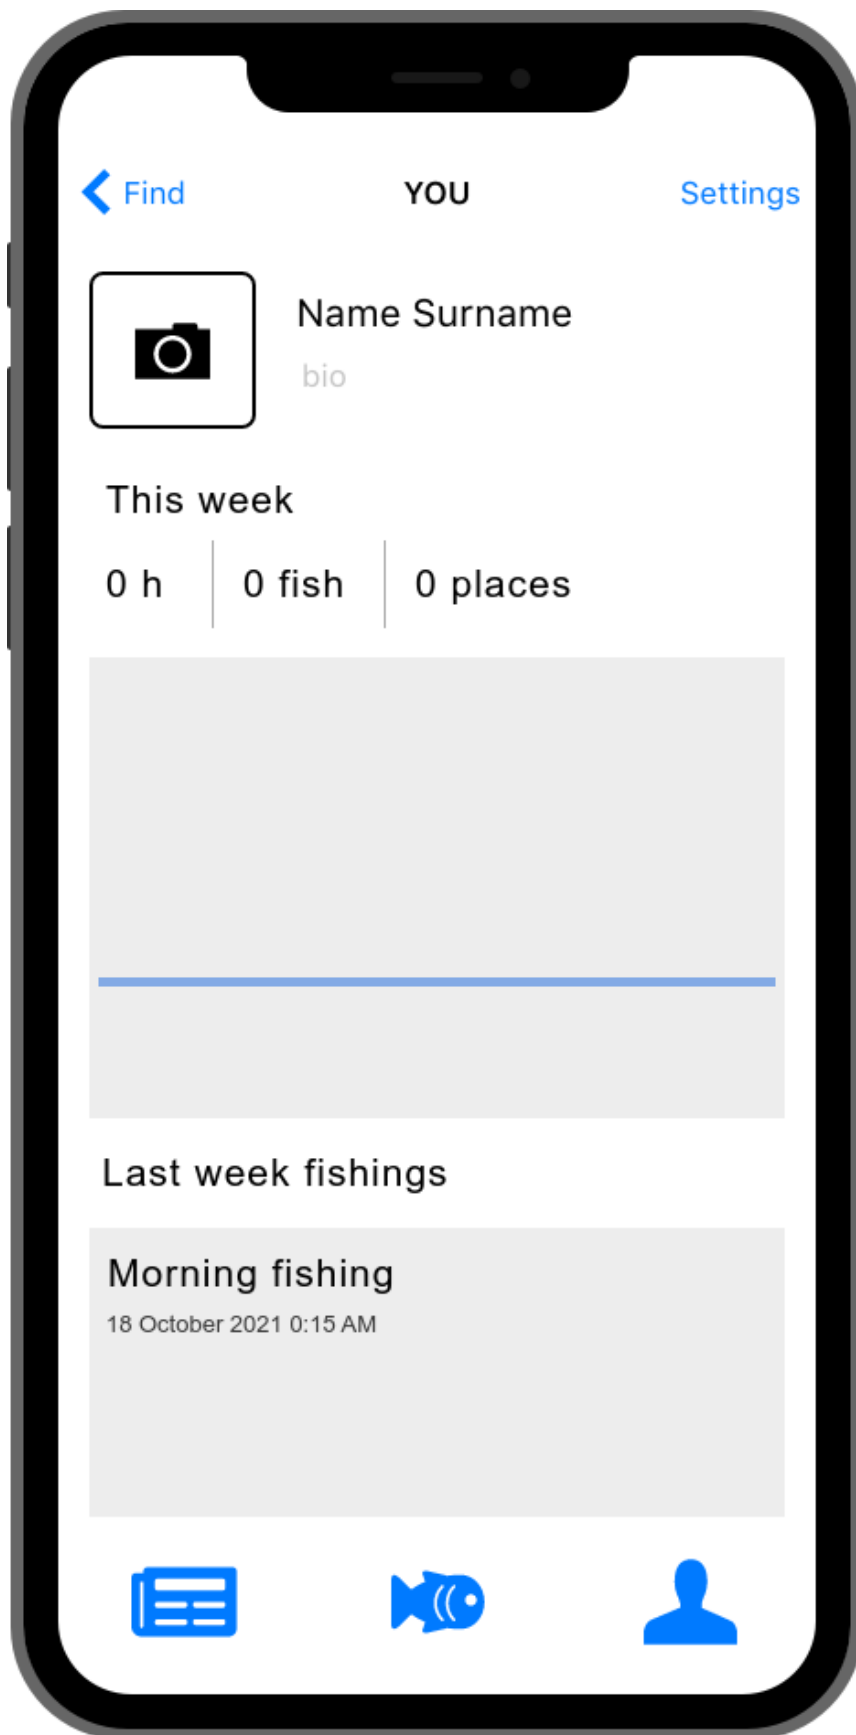 Find YOU Settings
Name Surname
bio
This week
0 h 0 fish 0 places
Last week fishings
Morning fishing
18 October 2021 0:15 AM